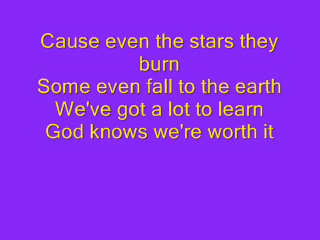 Cause even the stars they
burn
Some even fall to the earth
We've got a lot to learn
God knows we're worth it